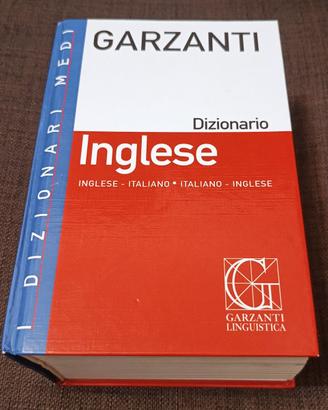 GARZANTI
Dizionario
Inglese
INGLESE - ITALIANO • ITALIANO - INGLESE
GARZANTI
LINGUISTICA
I DIZIONARI MEDI